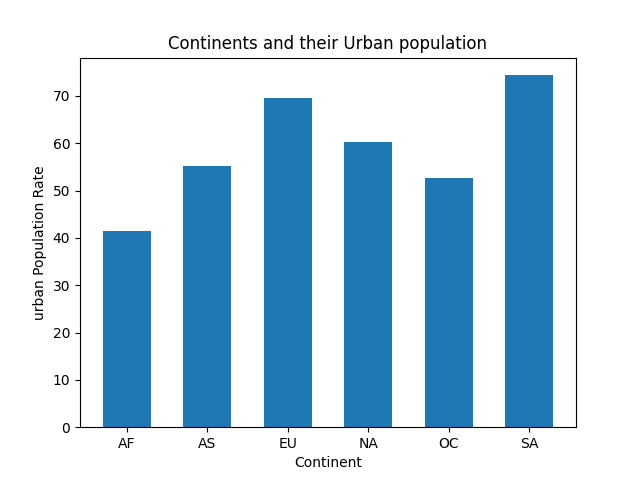 Continents and their Urban population
urban Population Rate
70
60
50
40
30
20
10
0
AF AS EU NA OC SA
Continent